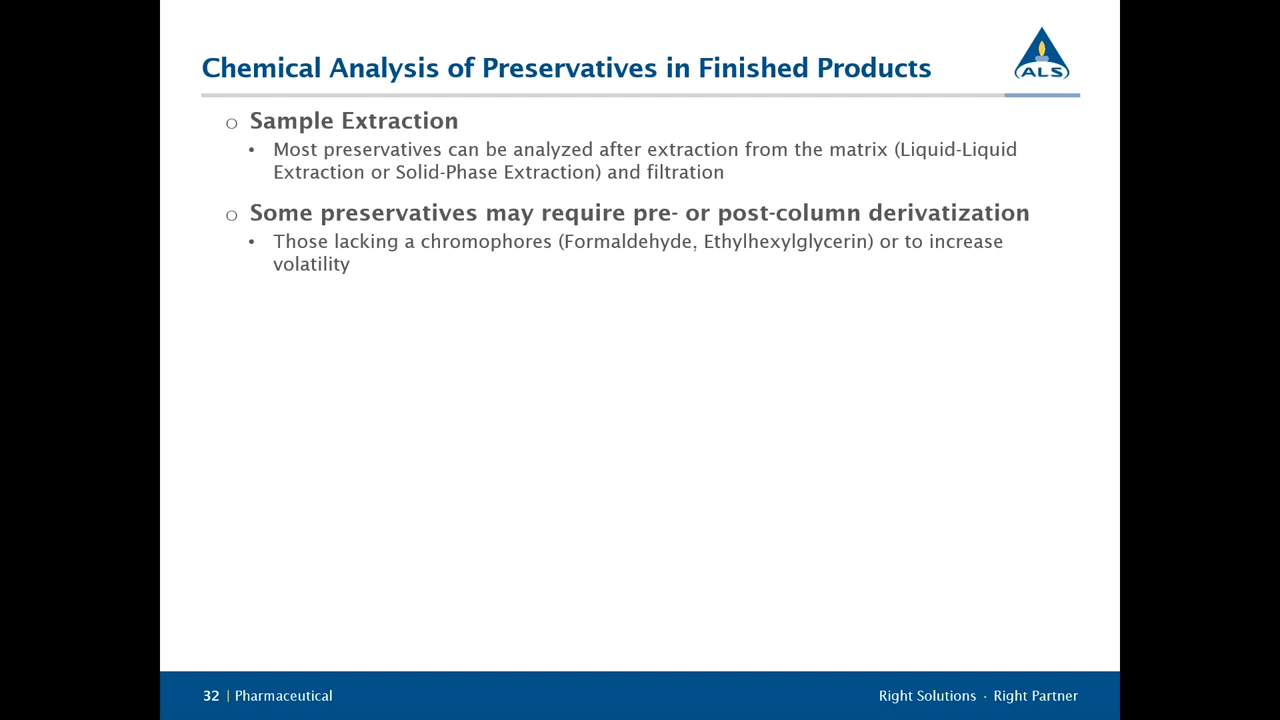 Chemical Analysis of Preservatives in Finished Products
ALS
Sample Extraction
Most preservatives can be analyzed after extraction from the matrix (Liquid-Liquid
Extraction or Solid-Phase Extraction) and filtration
Some preservatives may require pre- or post-column derivatization
Those lacking a chromophores (Formaldehyde, Ethylhexylglycerin) or to increase
volatility
32 | Pharmaceutical
Right Solutions · Right Partner